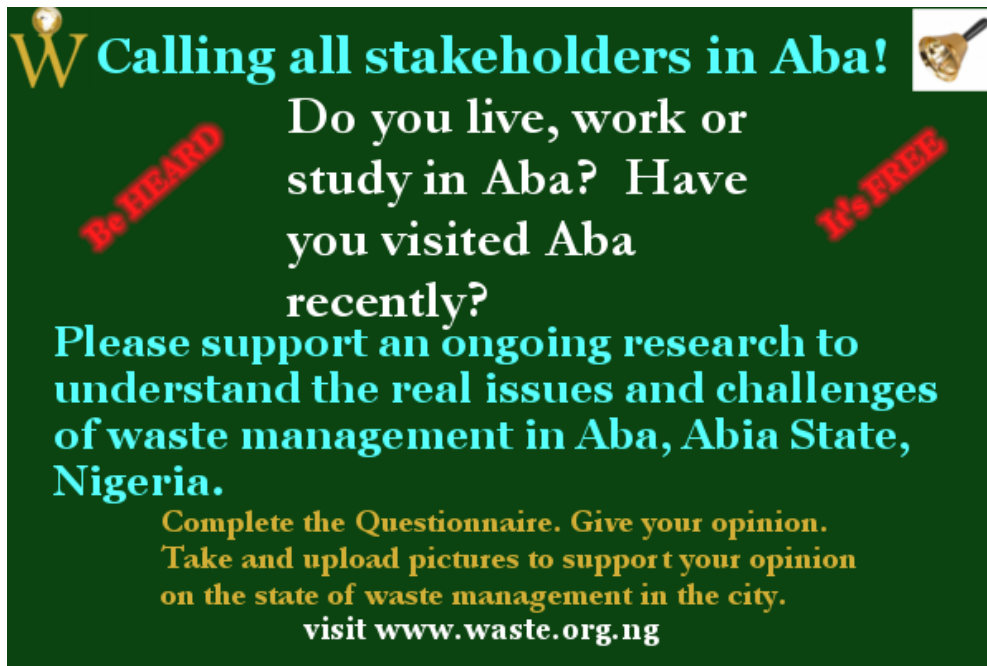 W
Calling all stakeholders in Aba!
Be HEARD
Do you live, work or
study in Aba? Have
you visited Aba
recently?
It's FREE
Please support an ongoing research to
understand the real issues and challenges
of waste management in Aba, Abia State,
Nigeria.
Complete the Questionnaire. Give your opinion.
Take and upload pictures to support your opinion
on the state of waste management in the city.
visit www.waste.org.ng